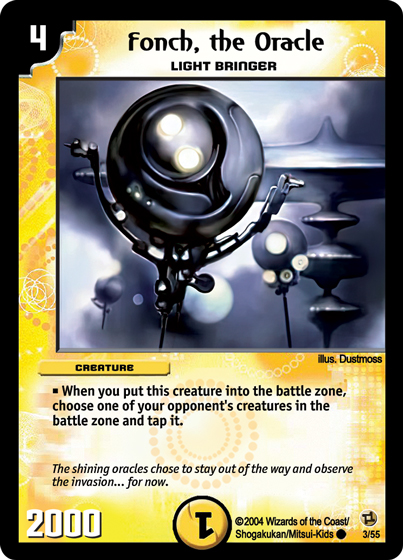 4
Fonch, the Oracle
LIGHT BRINGER
illus. Dustmoss
CREATURE
▪ When you put this creature into the battle zone,
choose one of your opponent's creatures in the
battle zone and tap it.
The shining oracles chose to stay out of the way and observe
the invasion... for now.
2000
©2004 Wizards of the Coast/
Shogakukan/Mitsui-Kids ●
3/55